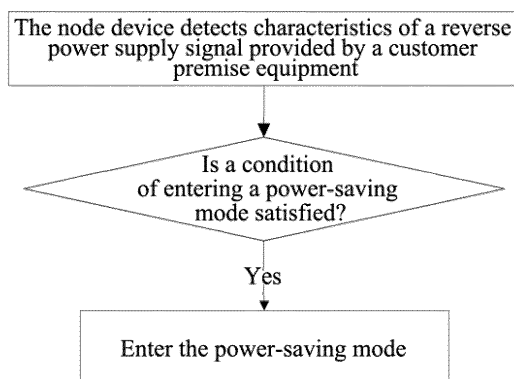 The node device detects characteristics of a reverse
power supply signal provided by a customer
premise equipment
Is a condition
of entering a power-saving
mode satisfied?
Yes
Enter the power-saving mode